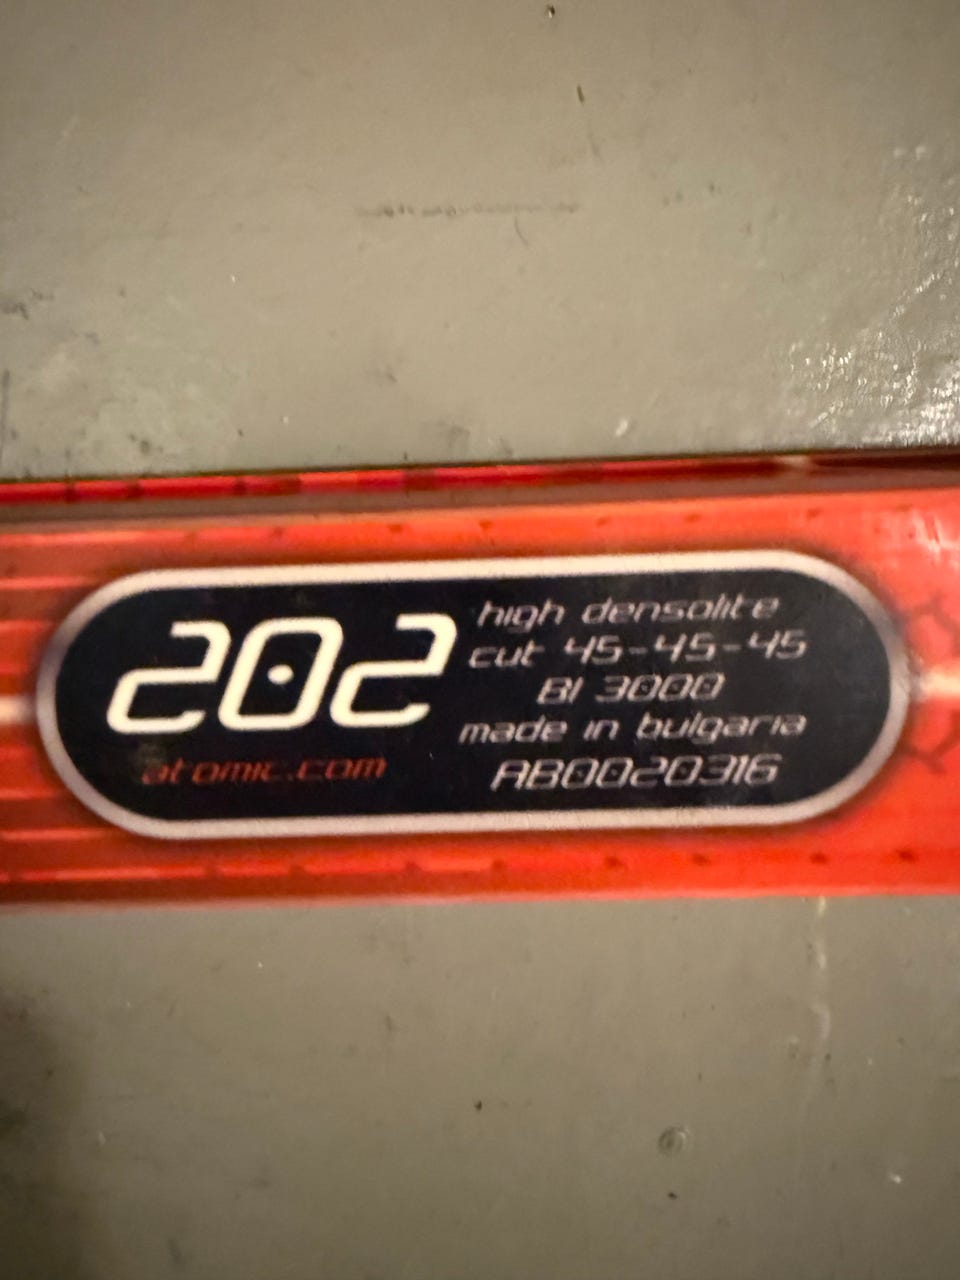 202
atomic.com
high densolite
cut 45-45-45
BI 3000
made in bulgaria
AB0020316